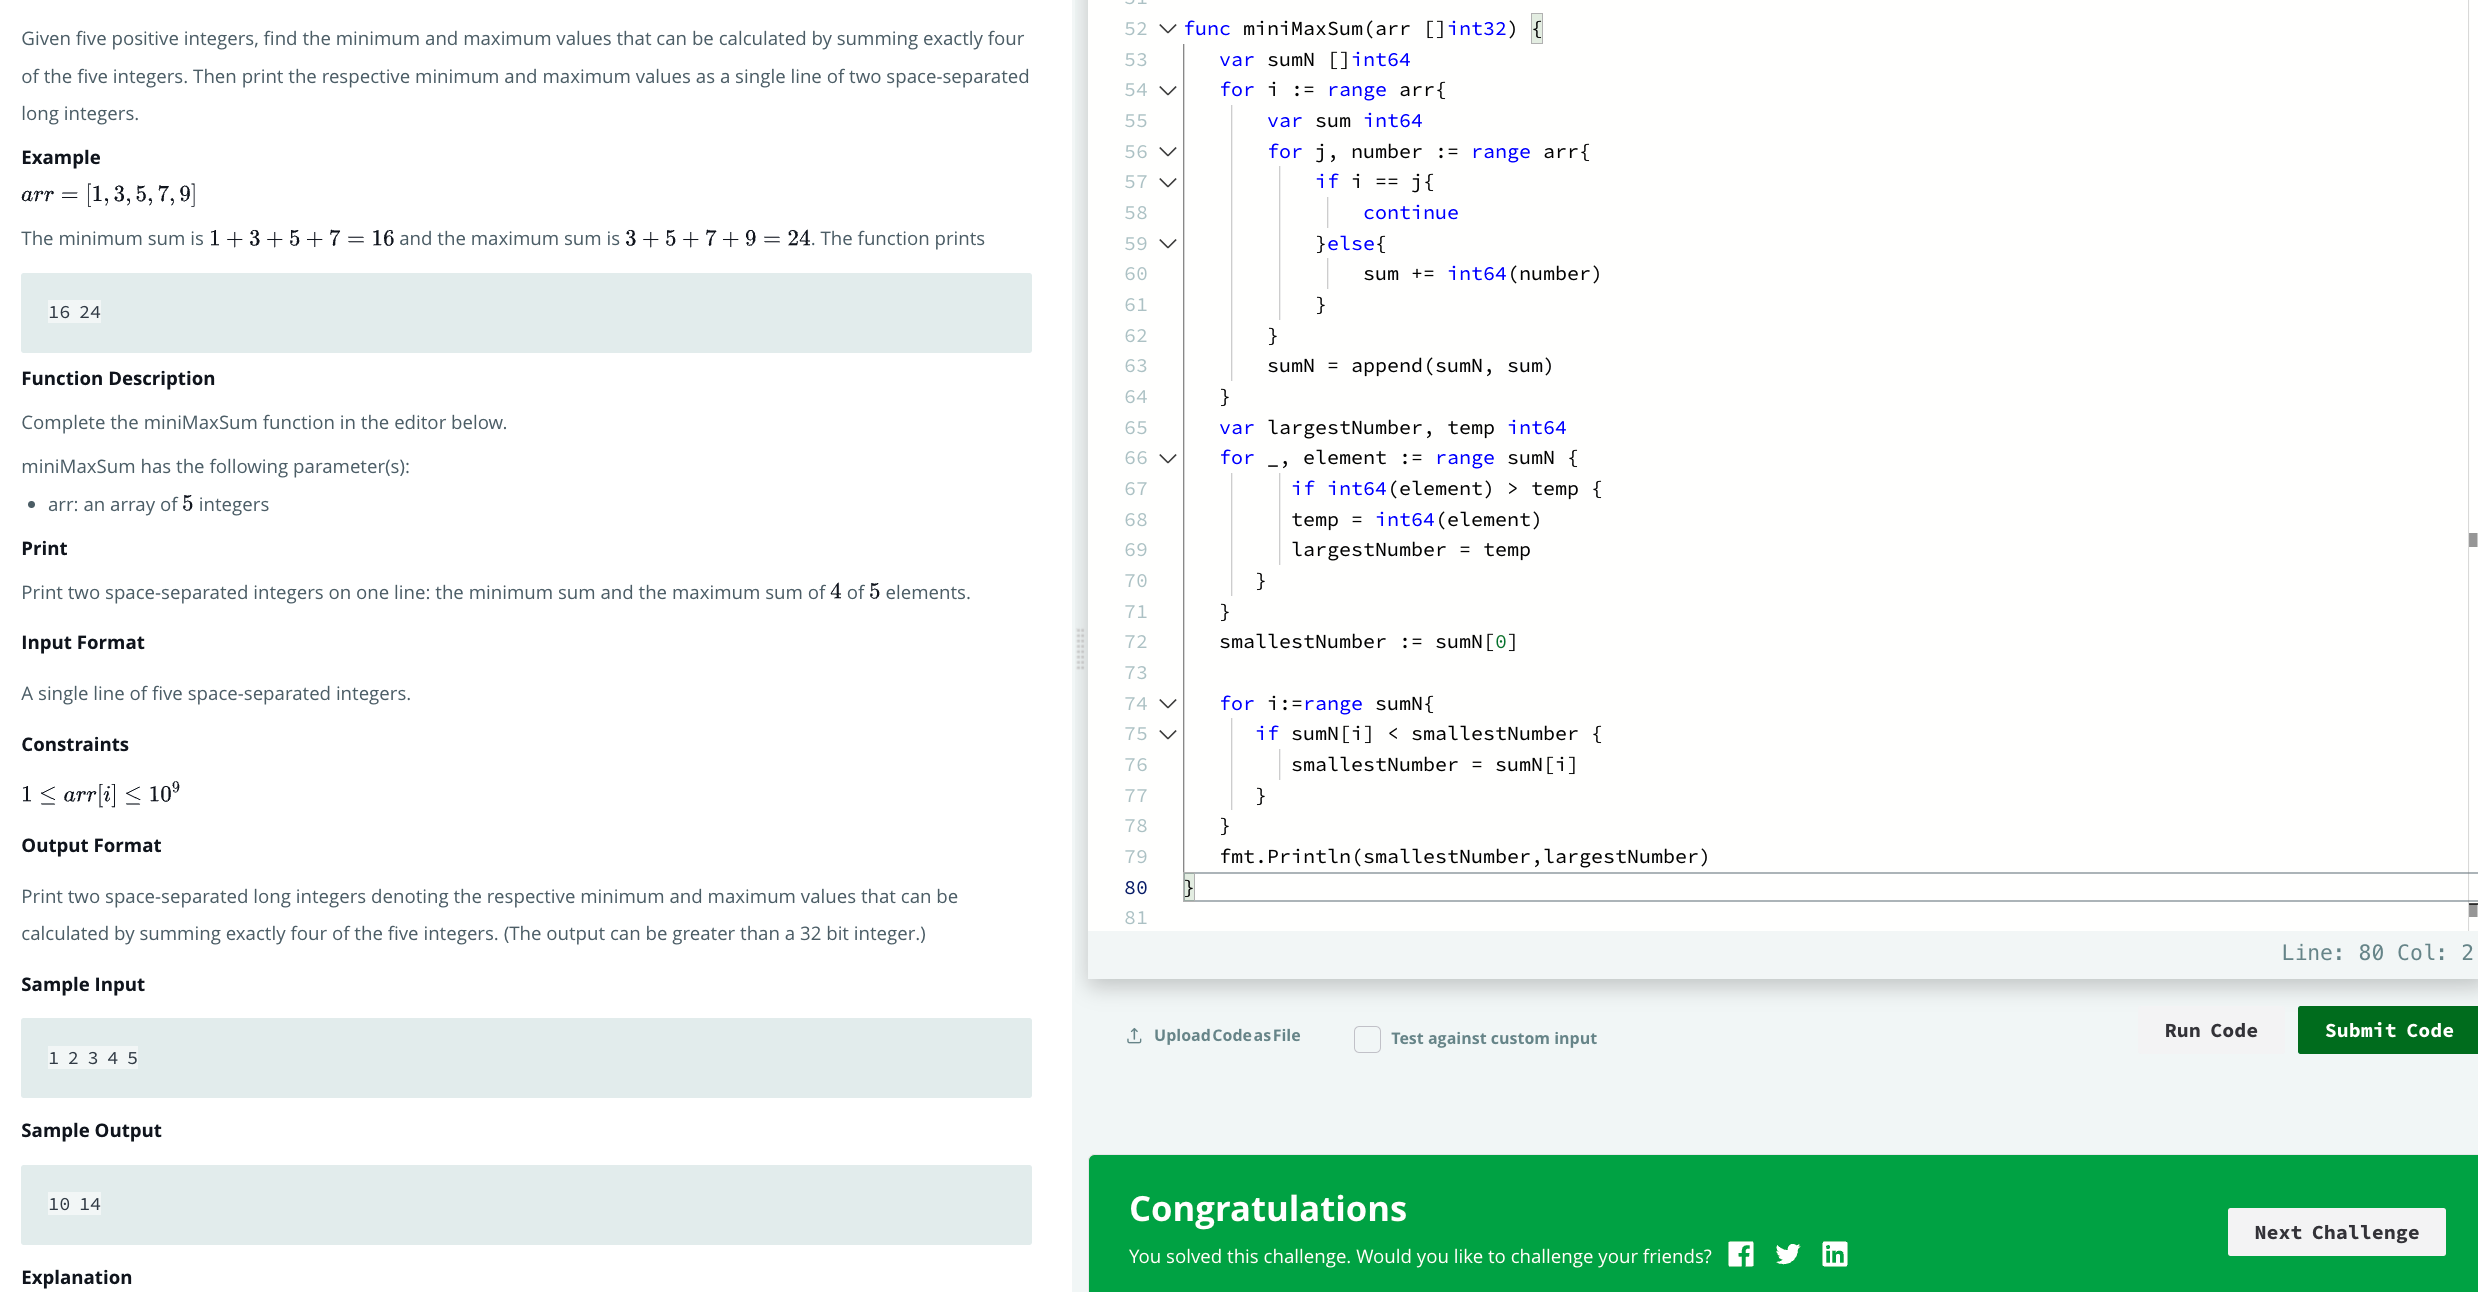 Given five positive integers, find the minimum and maximum values that can be calculated by summing exactly four
of the five integers. Then print the respective minimum and maximum values as a single line of two space-separated
long integers.
Example
arr = [1, 3, 5, 7, 9]
The minimum sum is 1 + 3 + 5 + 7 = 16 and the maximum sum is 3 + 5 + 7 + 9 = 24. The function prints
16 24
Function Description
Complete the miniMaxSum function in the editor below.
miniMaxSum has the following parameter(s):
• arr: an array of 5 integers
Print
Print two space-separated integers on one line: the minimum sum and the maximum sum of 4 of 5 elements.
Input Format
A single line of five space-separated integers.
Constraints
1 ≤ arr[i] ≤ 10⁹
Output Format
Print two space-separated long integers denoting the respective minimum and maximum values that can be
calculated by summing exactly four of the five integers. (The output can be greater than a 32 bit integer.)
Sample Input
1 2 3 4 5
Sample Output
10 14
Explanation
51
52 func miniMaxSum(arr []int32) {
53 var sumN []int64
54 for i := range arr{
55 var sum int64
56 for j, number := range arr{
57 if i == j{
58 continue
59 }else{
60 sum += int64(number)
61 }
62 }
63 sumN = append(sumN, sum)
64 }
65 var largestNumber, temp int64
66 for _, element := range sumN {
67 if int64(element) > temp {
68 temp = int64(element)
69 largestNumber = temp
70 }
71 }
72 smallestNumber := sumN[0]
73
74 for i:=range sumN{
75 if sumN[i] < smallestNumber {
76 smallestNumber = sumN[i]
77 }
78 }
79 fmt.Println(smallestNumber,largestNumber)
80 }
81
Line: 80 Col: 2
Upload Code as File
Test against custom input
Run Code
Submit Code
Congratulations
You solved this challenge. Would you like to challenge your friends?
Next Challenge